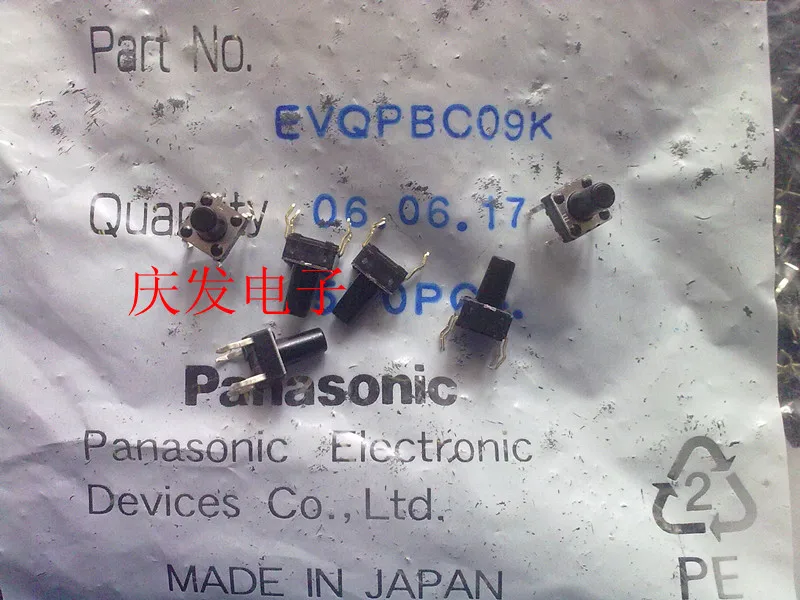 Part No.
EVQPBC09K
Quantity 06.06.17
庆发电子
Panasonic
Panasonic Electronic
Devices Co., Ltd.
2
PE
MADE IN JAPAN